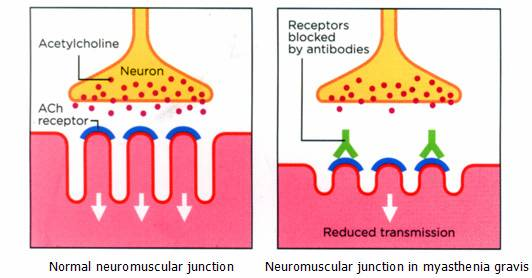 Acetylcholine
Neuron
ACh
receptor
Normal neuromuscular junction
Receptors
blocked
by antibodies
Reduced transmission
Neuromuscular junction in myasthenia gravis